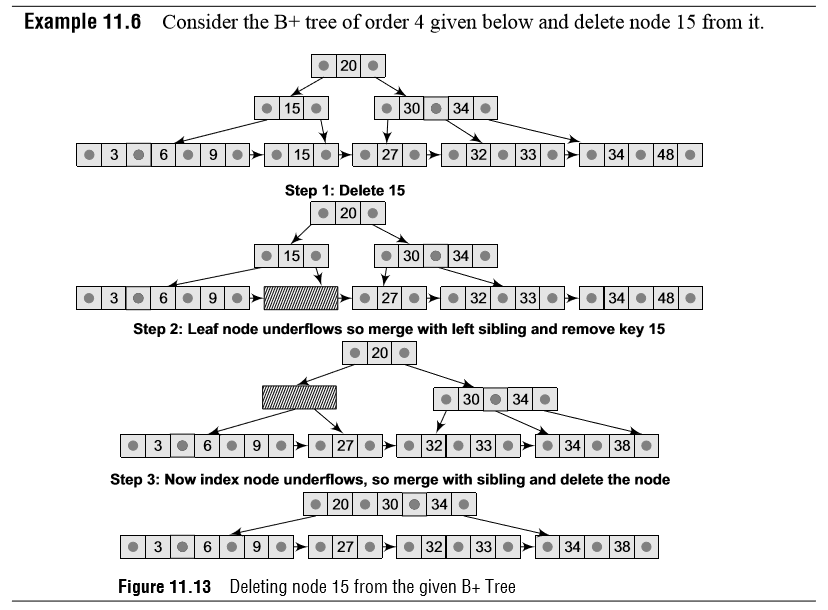 Example 11.6 Consider the B+ tree of order 4 given below and delete node 15 from it.
20
15 30 34
3 6 9 15 27 32 33 34 48
Step 1: Delete 15
20
15 30 34
3 6 9 27 32 33 34 48
Step 2: Leaf node underflows so merge with left sibling and remove key 15
20
30 34
3 6 9 27 32 33 34 38
Step 3: Now index node underflows, so merge with sibling and delete the node
20 30 34
3 6 9 27 32 33 34 38
Figure 11.13 Deleting node 15 from the given B+ Tree